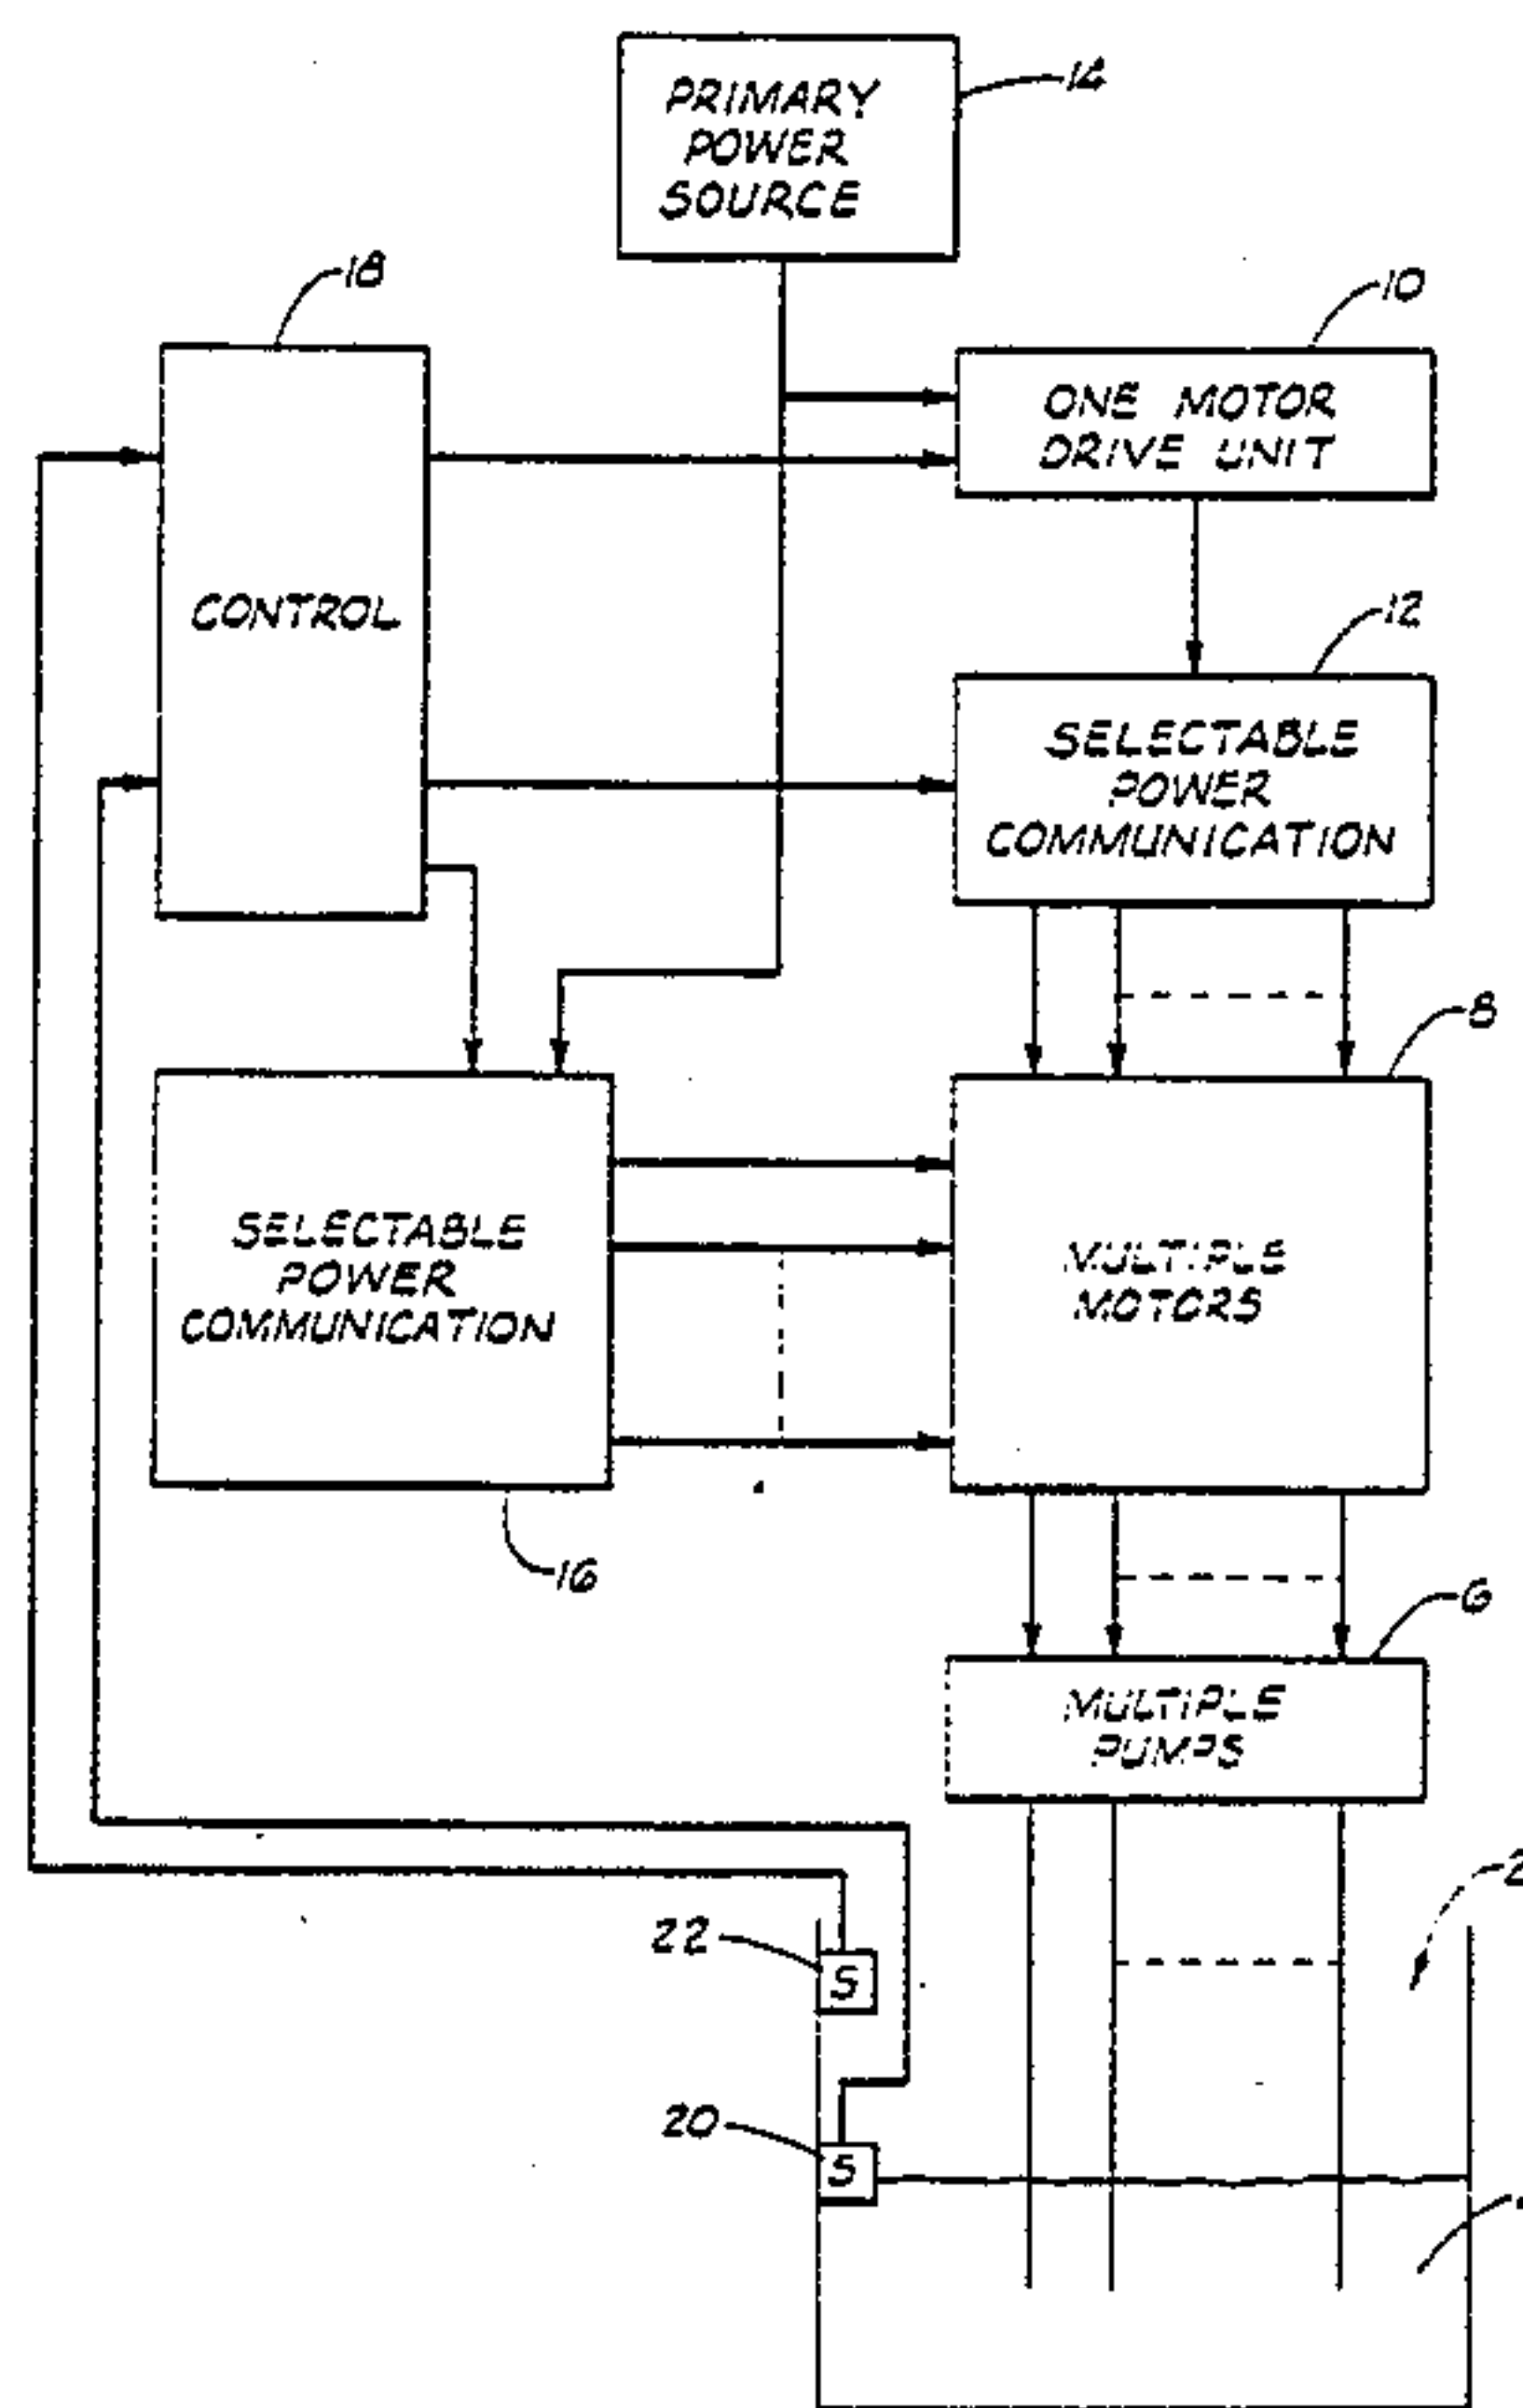 PRIMARY
POWER
SOURCE
18
10
ONE MOTOR
DRIVE UNIT
CONTROL
12
SELECTABLE
POWER
COMMUNICATION
8
SELECTABLE
POWER
COMMUNICATION
MULTIPLE
MOTORS
16
6
MULTIPLE
PUMPS
2
22
S
20
S